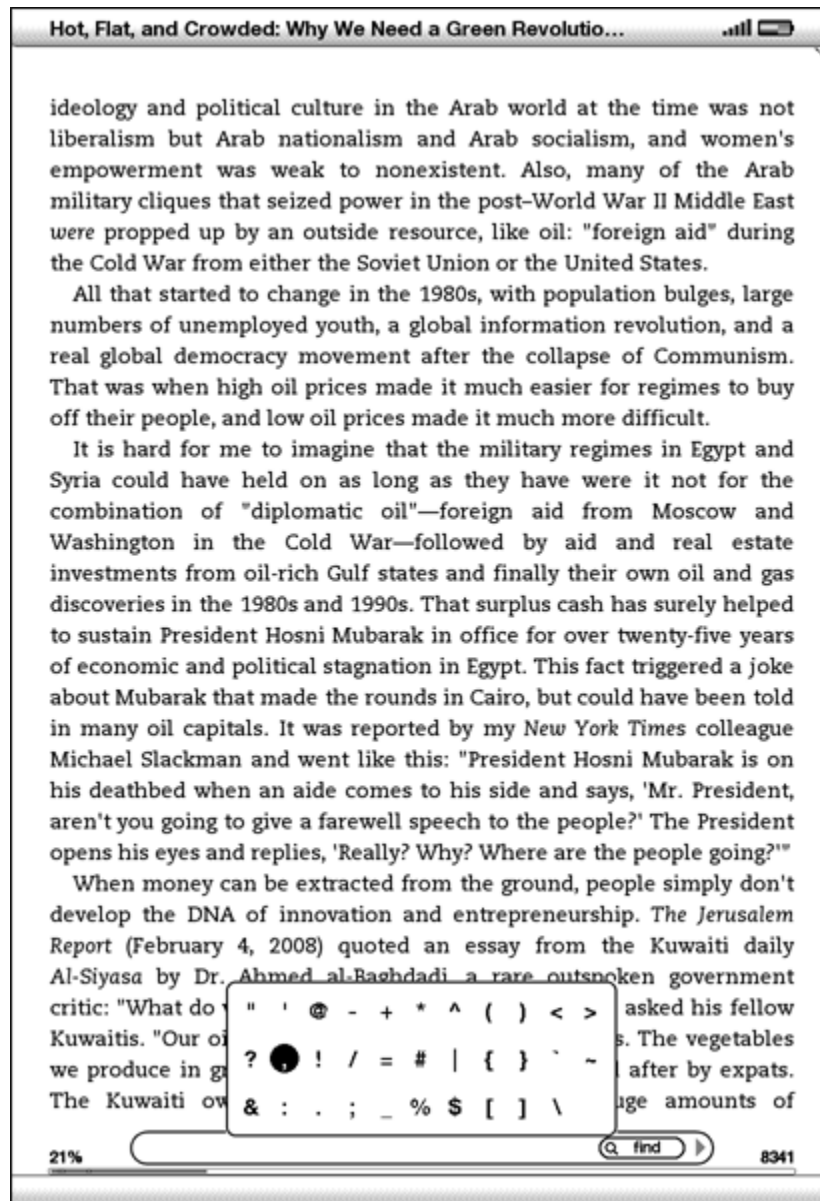 Hot, Flat, and Crowded: Why We Need a Green Revolutio...
ideology and political culture in the Arab world at the time was not
liberalism but Arab nationalism and Arab socialism, and women's
empowerment was weak to nonexistent. Also, many of the Arab
military cliques that seized power in the post–World War II Middle East
were propped up by an outside resource, like oil: "foreign aid" during
the Cold War from either the Soviet Union or the United States.
All that started to change in the 1980s, with population bulges, large
numbers of unemployed youth, a global information revolution, and a
real global democracy movement after the collapse of Communism.
That was when high oil prices made it much easier for regimes to buy
off their people, and low oil prices made it much more difficult.
It is hard for me to imagine that the military regimes in Egypt and
Syria could have held on as long as they have were it not for the
combination of "diplomatic oil"—foreign aid from Moscow and
Washington in the Cold War—followed by aid and real estate
investments from oil-rich Gulf states and finally their own oil and gas
discoveries in the 1980s and 1990s. That surplus cash has surely helped
to sustain President Hosni Mubarak in office for over twenty-five years
of economic and political stagnation in Egypt. This fact triggered a joke
about Mubarak that made the rounds in Cairo, but could have been told
in many oil capitals. It was reported by my New York Times colleague
Michael Slackman and went like this: "President Hosni Mubarak is on
his deathbed when an aide comes to his side and says, 'Mr. President,
aren't you going to give a farewell speech to the people?' The President
opens his eyes and replies, 'Really? Why? Where are the people going?'"
When money can be extracted from the ground, people simply don't
develop the DNA of innovation and entrepreneurship. The Jerusalem
Report (February 4, 2008) quoted an essay from the Kuwaiti daily
Al-Siyasa by Dr. Ahmed al-Baghdadi, a rare outspoken government
critic: "What do asked his fellow
Kuwaitis. "Our The vegetables
we produce in after by expats.
The Kuwaiti amounts of
" ' @ - + * ^ ( ) < >
? , ! / = # | { } ` ~
& : . ; _ % $ [ ] \
21% find 8341